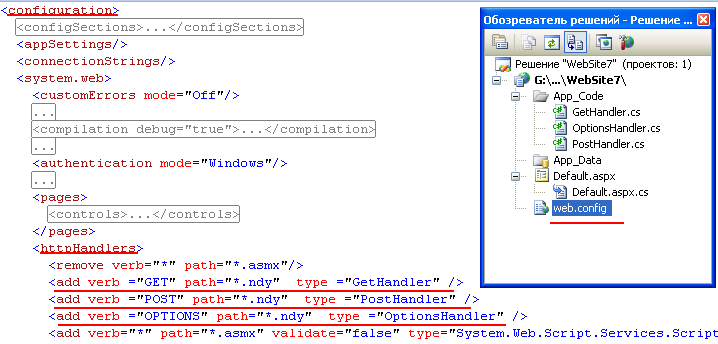 <configuration>
<configSections>...</configSections>
<appSettings/>
<connectionStrings/>
<system.web>
<customErrors mode="Off"/>
...
<compilation debug="true">...</compilation>
...
<authentication mode="Windows"/>
...
<pages>
<controls>...</controls>
</pages>
<httpHandlers>
<remove verb="*" path="*.asmx"/>
<add verb ="GET" path="*.ndy"  type ="GetHandler" />
<add verb ="POST" path="*.ndy"  type ="PostHandler" />
<add verb ="OPTIONS" path="*.ndy"  type ="OptionsHandler" />
<add verb="*" path="*.asmx" validate="false" type="System.Web.Script.Services.Script
Обозреватель решений - Решение ...
Решение "WebSite7" (проектов: 1)
G:\...\WebSite7\
App_Code
GetHandler.cs
OptionsHandler.cs
PostHandler.cs
App_Data
Default.aspx
Default.aspx.cs
web.config